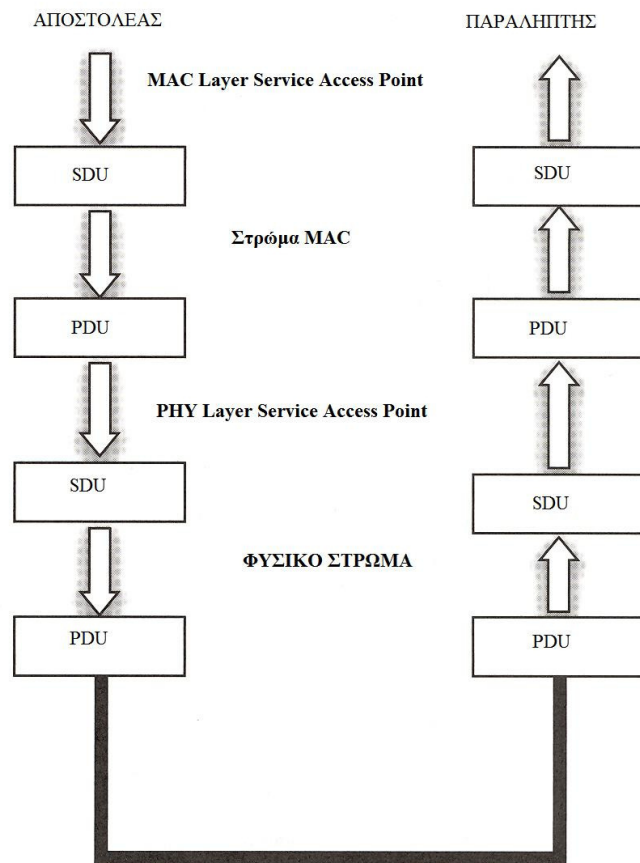 ΑΠΟΣΤΟΛΕΑΣ
ΠΑΡΑΛΗΠΤΗΣ
MAC Layer Service Access Point
SDU
SDU
Στρώμα MAC
PDU
PDU
PHY Layer Service Access Point
SDU
SDU
ΦΥΣΙΚΟ ΣΤΡΩΜΑ
PDU
PDU